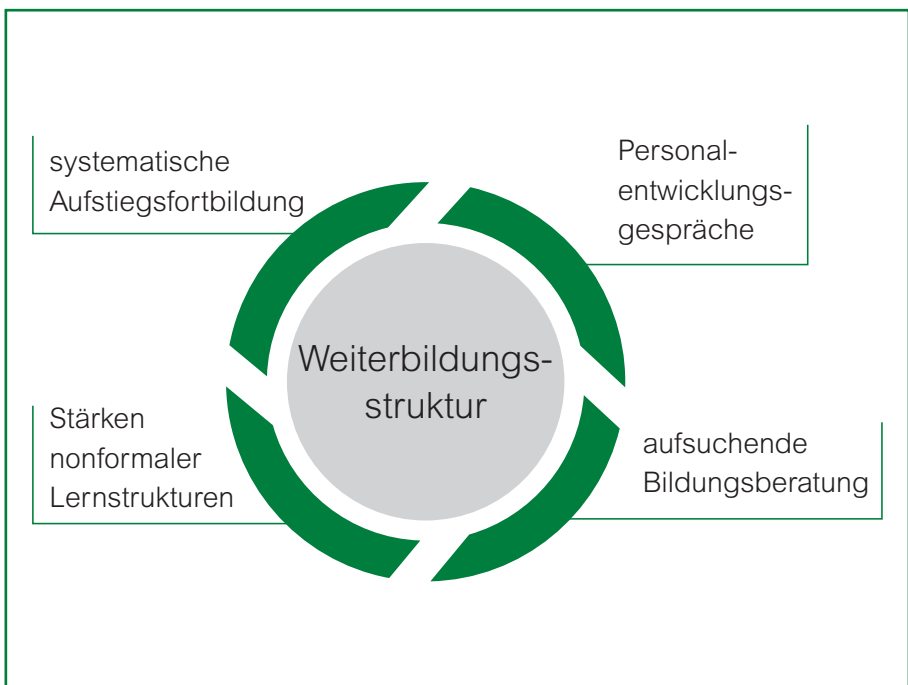 systematische
Aufstiegsfortbildung
Personal-
entwicklungs-
gespräche
Weiterbildungs-
struktur
Stärken
nonformaler
Lernstrukturen
aufsuchende
Bildungsberatung